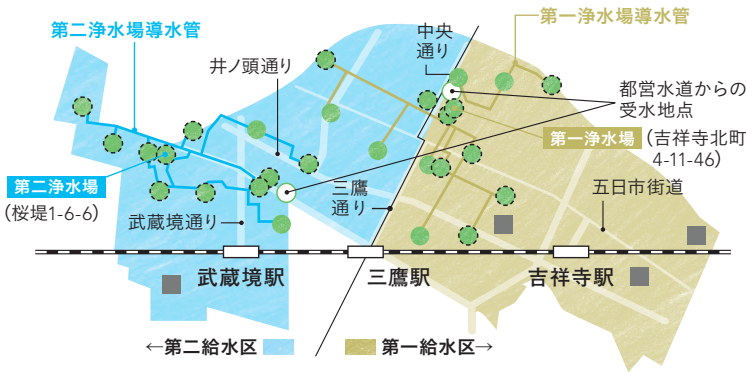 第二浄水場導水管
中央
通り
第一浄水場導水管
井ノ頭通り
都営水道からの
受水地点
第一浄水場
(吉祥寺北町
4-11-46)
第二浄水場
(桜堤1-6-6)
武蔵境通り
三鷹
通り
五日市街道
武蔵境駅
三鷹駅
吉祥寺駅
←第二給水区
第一給水区→